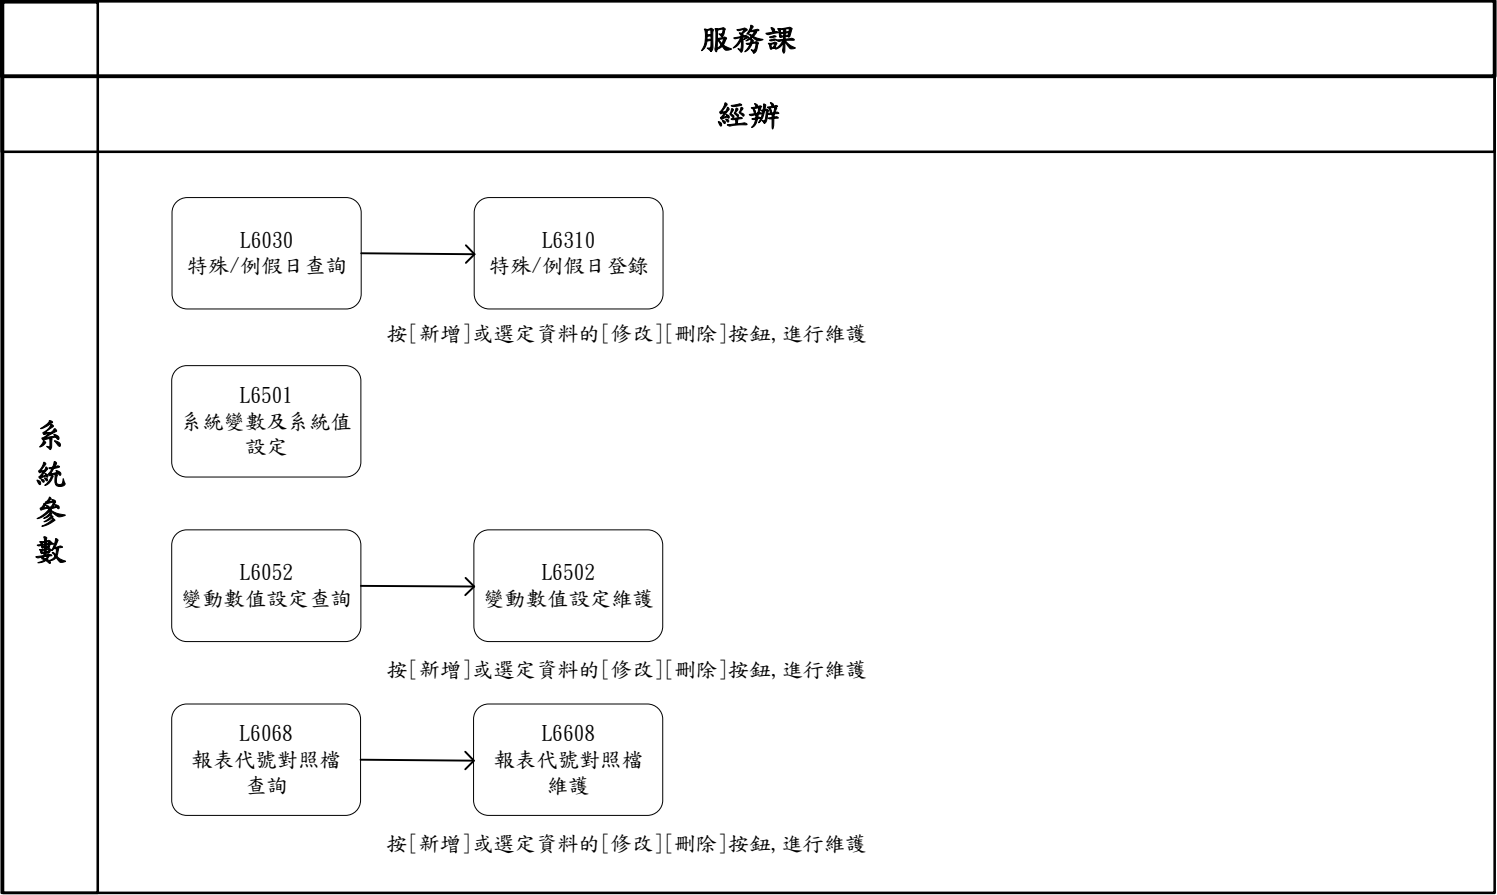 服務課
經辦
系統參數
L6030
特殊/例假日查詢
L6310
特殊/例假日登錄
按[新增]或選定資料的[修改][刪除]按鈕,進行維護
L6501
系統變數及系統值
設定
L6052
變動數值設定查詢
L6502
變動數值設定維護
按[新增]或選定資料的[修改][刪除]按鈕,進行維護
L6068
報表代號對照檔
查詢
L6608
報表代號對照檔
維護
按[新增]或選定資料的[修改][刪除]按鈕,進行維護